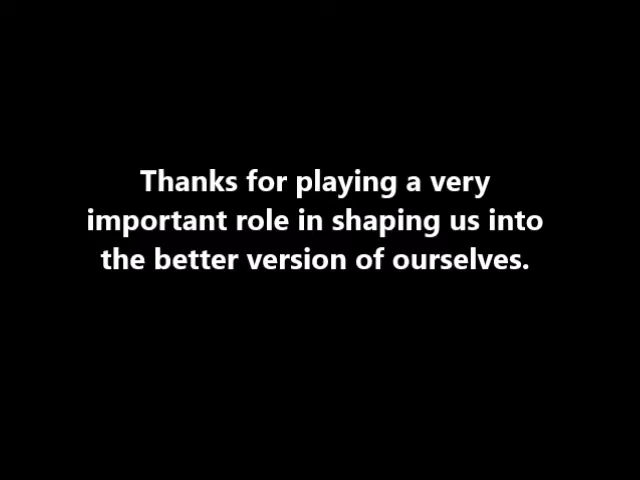 Thanks for playing a very
important role in shaping us into
the better version of ourselves.